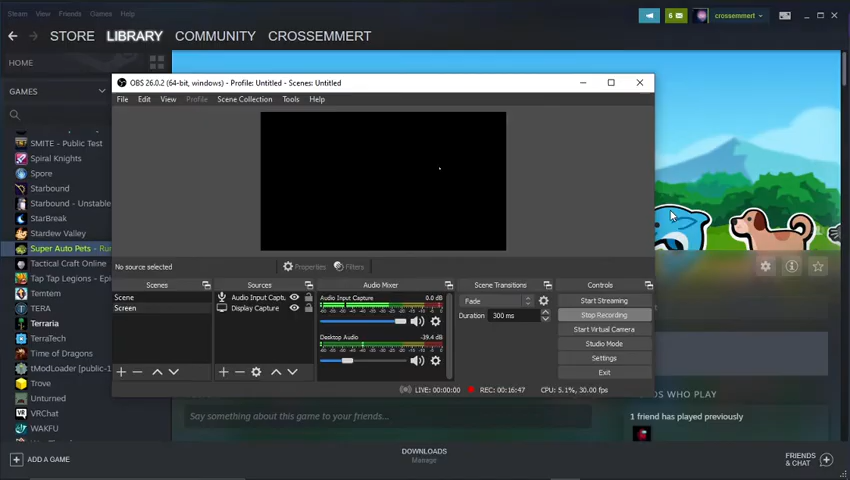 Steam View Friends Games Help
6 crossemmert
STORE LIBRARY COMMUNITY CROSSEMMERT
HOME
GAMES
SMITE - Public Test
Spiral Knights
Spore
Starbound
Starbound - Unstable
StarBreak
Stardew Valley
Super Auto Pets - Run
Tactical Craft Online
Tap Tap Legends - Epi
Temtem
TERA
Terraria
TerraTech
Time of Dragons
tModLoader [public-1
Trove
Unturned
VRChat
WAKFU
OBS 26.0.2 (64-bit, windows) - Profile: Untitled - Scenes: Untitled
File Edit View Profile Scene Collection Tools Help
No source selected
Properties Filters
Scenes
Scene
Screen
Sources
Audio Input Captu
Display Capture
Audio Mixer
Audio Input Capture 0.0 dB
Desktop Audio -39.4 dB
Scene Transitions
Fade
Duration 300 ms
Controls
Start Streaming
Stop Recording
Start Virtual Camera
Studio Mode
Settings
Exit
LIVE: 00:00:00 REC: 00:16:47 CPU: 5.1%, 30.00 fps
NDS WHO PLAY
1 friend has played previously
Say something about this game to your friends...
ADD A GAME
DOWNLOADS
Manage
FRIENDS
& CHAT